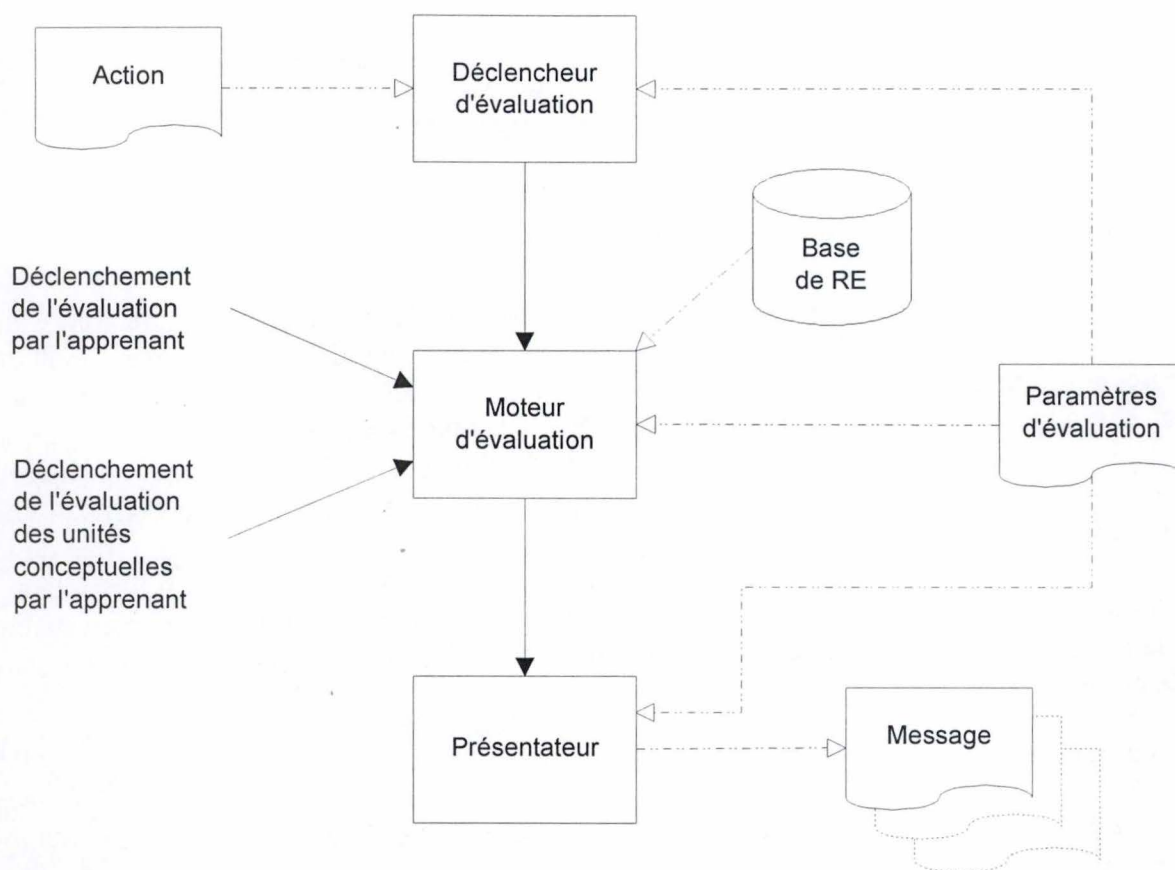 Action
Déclencheur
d'évaluation
Base
de RE
Déclenchement
de l'évaluation
par l'apprenant
Moteur
d'évaluation
Paramètres
d'évaluation
Déclenchement
de l'évaluation
des unités
conceptuelles
par l'apprenant
Présentateur
Message